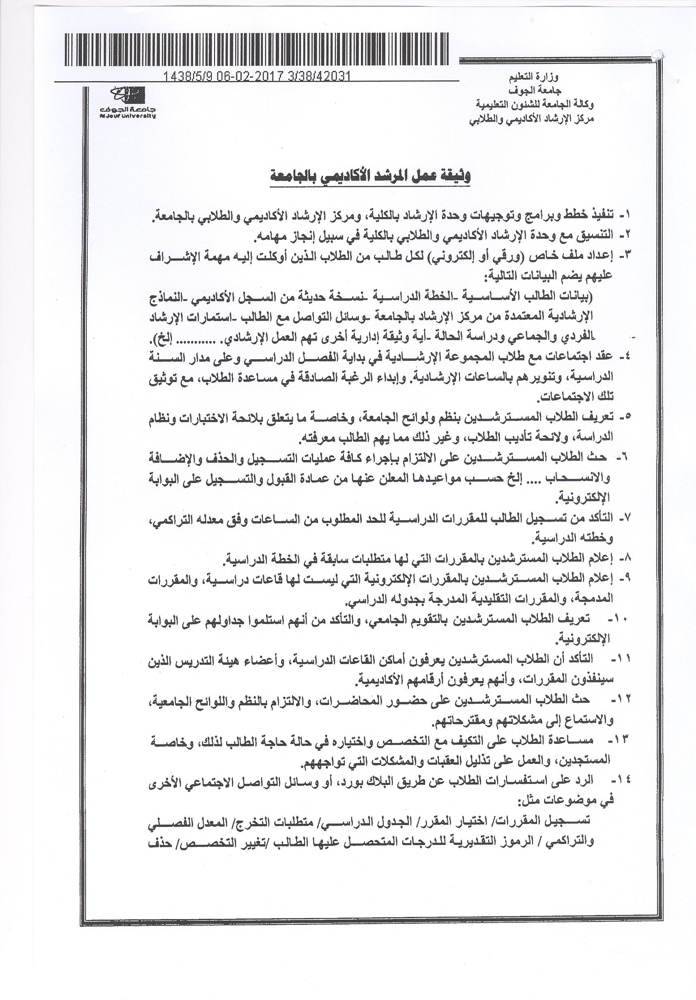 1438/5/9 06-02-2017 3/38/42031
وزارة التعليم
جامعة الجوف
وكالة الجامعة للشئون التعليمية
مركز الإرشاد الأكاديمي والطلابي
جامعة الجوف
Al Jouf University
وثيقة عمل المرشد الأكاديمي بالجامعة
١- تنفيذ خطط وبرامج وتوجيهات وحدة الإرشاد بالكلية، ومركز الإرشاد الأكاديمي والطلابي بالجامعة.
٢- التنسيق مع وحدة الإرشاد الأكاديمي والطلابي بالكلية في سبيل إنجاز مهامه.
٣- إعداد ملف خاص (ورقي أو إلكتروني) لكل طالب من الطلاب الذين أوكلت إليه مهمة الإشراف
عليهم يضم البيانات التالية:
(بيانات الطالب الأساسية -الخطة الدراسية -نسخة حديثة من السجل الأكاديمي -النماذج
الإرشادية المعتمدة من مركز الإرشاد بالجامعة -وسائل التواصل مع الطالب -استمارات الإرشاد
- الفردي والجماعي ودراسة الحالة -أية وثيقة إدارية أخرى تهم العمل الإرشادي. ........... إلخ).
٤- عقد اجتماعات مع طلاب المجموعة الإرشادية في بداية الفصل الدراسي وعلى مدار السنة
الدراسية، وتنويرهم بالساعات الإرشادية. وإبداء الرغبة الصادقة في مساعدة الطلاب، مع توثيق
تلك الاجتماعات.
٥- تعريف الطلاب المسترشدين بنظم ولوائح الجامعة، وخاصة ما يتعلق بلائحة الاختبارات ونظام
الدراسة، ولائحة تأديب الطلاب، وغير ذلك مما يهم الطالب معرفته.
٦- حث الطلاب المسترشدين على الالتزام بإجراء كافة عمليات التسجيل والحذف والإضافة
والانسحاب .... إلخ حسب مواعيدها المعلن عنها من عمادة القبول والتسجيل على البوابة
الإلكترونية.
٧- التأكد من تسجيل الطالب للمقررات الدراسية للحد المطلوب من الساعات وفق معدله التراكمي،
وخطته الدراسية.
٨- إعلام الطلاب المسترشدين بالمقررات التي لها متطلبات سابقة في الخطة الدراسية.
٩- إعلام الطلاب المسترشدين بالمقررات الإلكترونية التي ليست لها قاعات دراسية، والمقررات
المدمجة، والمقررات التقليدية المدرجة بجدوله الدراسي.
١٠- تعريف الطلاب المسترشدين بالتقويم الجامعي، والتأكد من أنهم استلموا جداولهم على البوابة
الإلكترونية.
١١- التأكد أن الطلاب المسترشدين يعرفون أماكن القاعات الدراسية، وأعضاء هيئة التدريس الذين
سينفذون المقررات، وأنهم يعرفون أرقامهم الأكاديمية.
١٢- حث الطلاب المسترشدين على حضور المحاضرات، والالتزام بالنظم واللوائح الجامعية،
والاستماع إلى مشكلاتهم ومقترحاتهم.
١٣- مساعدة الطلاب على التكيف مع التخصص واختياره في حالة حاجة الطالب لذلك، وخاصة
المستجدين، والعمل على تذليل العقبات والمشكلات التي تواجههم.
١٤- الرد على استفسارات الطلاب عن طريق البلاك بورد، أو وسائل التواصل الاجتماعي الأخرى
في موضوعات مثل:
تسجيل المقررات/ اختيار المقرر/ الجدول الدراسي/ متطلبات التخرج/ المعدل الفصلي
والتراكمي / الرموز التقديرية للدرجات المتحصل عليها الطالب /تغيير التخصص/ حذف